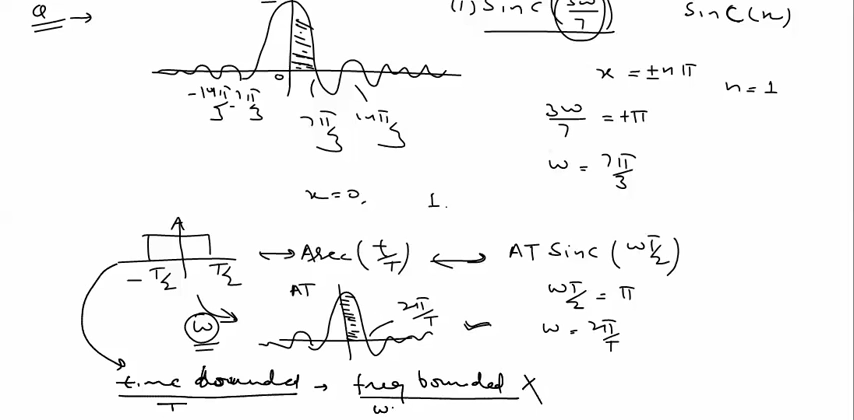 Q →
(1) Sinc (3ω/7)
Sinc(x)
x = ±nπ
n = 1
3ω/7 = +π
ω = 7π/3
0
-14π/3
-7π/3
7π/3
14π/3
x = 0, 1.
A
-T/2 T/2
↔ A rec (t/T) ↔ AT Sinc (ωT/2)
ωT/2 = π
ω = 2π/T
AT
2π/T
ω
time bounded → freq bounded X
T
ω